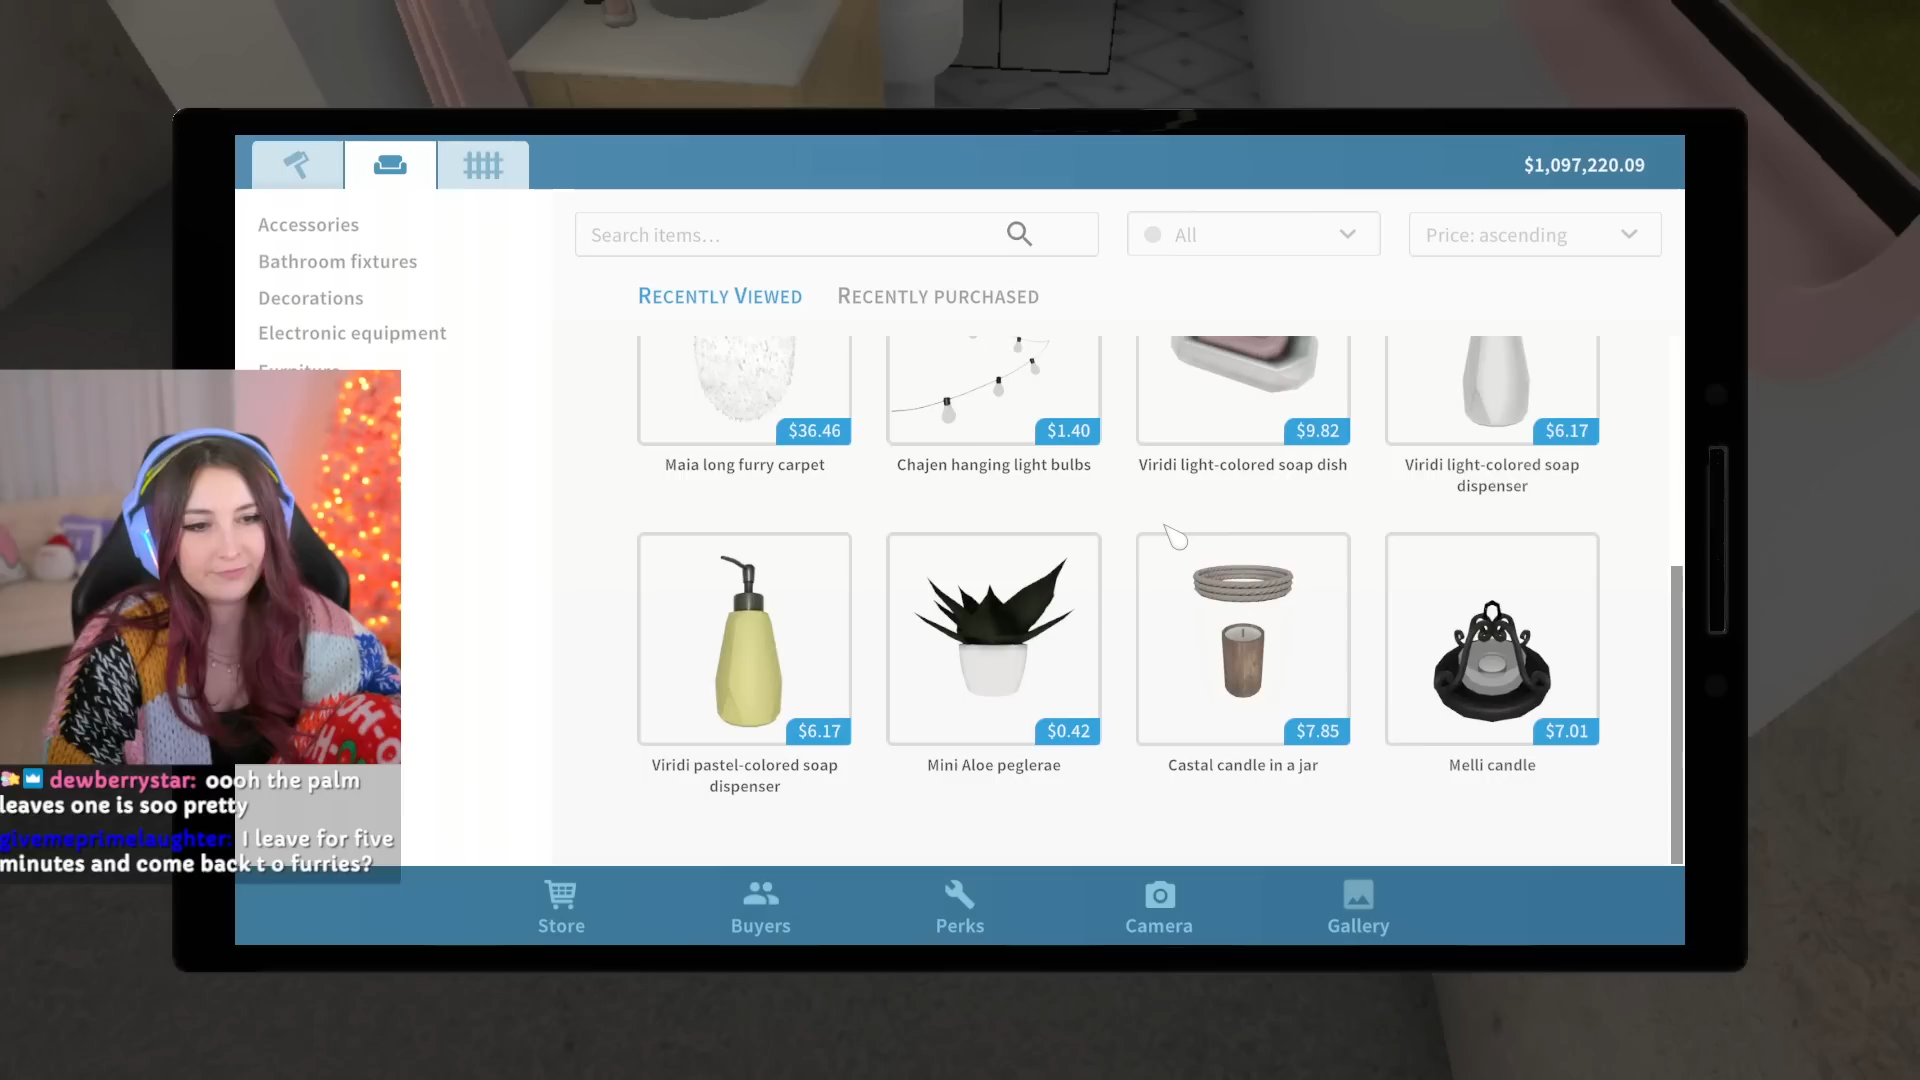 $1,097,220.09
Accessories
Bathroom fixtures
Decorations
Electronic equipment
Furniture
Search items...
All
Price: ascending
RECENTLY VIEWED
RECENTLY PURCHASED
$36.46
$1.40
$9.82
$6.17
Maia long furry carpet
Chajen hanging light bulbs
Viridi light-colored soap dish
Viridi light-colored soap
dispenser
$6.17
$0.42
$7.85
$7.01
Viridi pastel-colored soap
dispenser
Mini Aloe peglerae
Castal candle in a jar
Melli candle
dewberrystar: oooh the palm
leaves one is soo pretty
givemeprimelaughter: I leave for five
minutes and come back t o furries?
Store
Buyers
Perks
Camera
Gallery